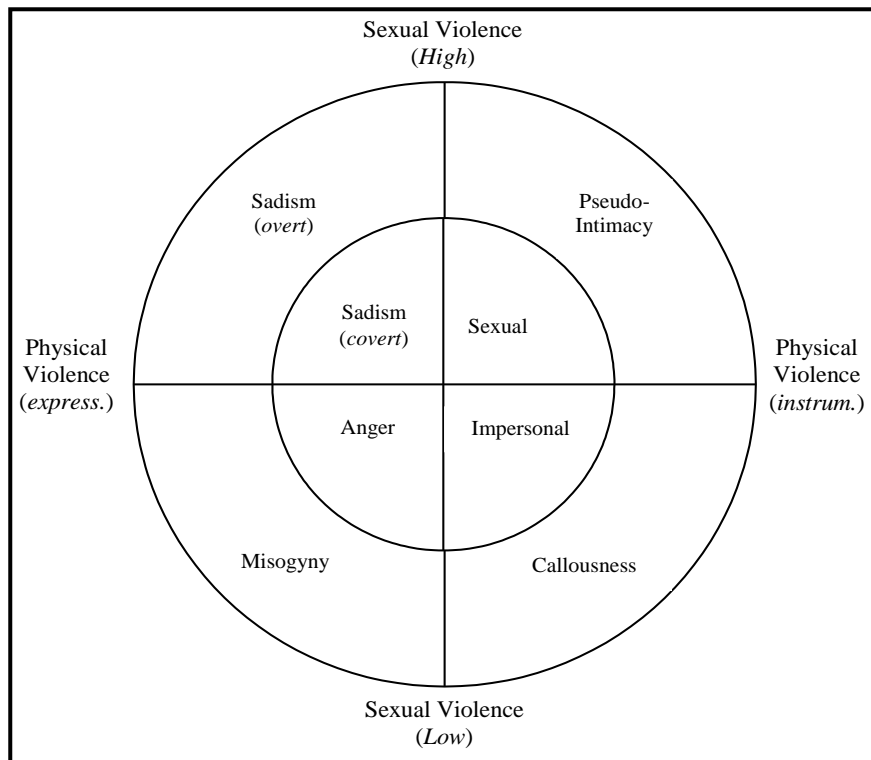 Sexual Violence
(High)
Sadism
(overt)
Pseudo-
Intimacy
Sadism
(covert)
Sexual
Physical
Violence
(express.)
Physical
Violence
(instrum.)
Anger
Impersonal
Misogyny
Callousness
Sexual Violence
(Low)